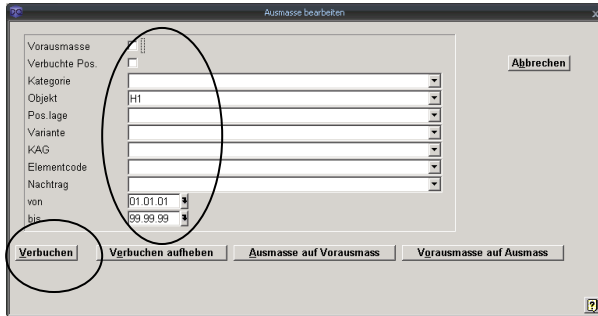 Ausmasse bearbeiten
Vorausmasse
Verbuchte Pos.
Abbrechen
Kategorie
Objekt H1
Pos.lage
Variante
KAG
Elementcode
Nachtrag
von 01.01.01
bis 99.99.99
Verbuchen Verbuchen aufheben Ausmasse auf Vorausmass Vorausmasse auf Ausmass
?